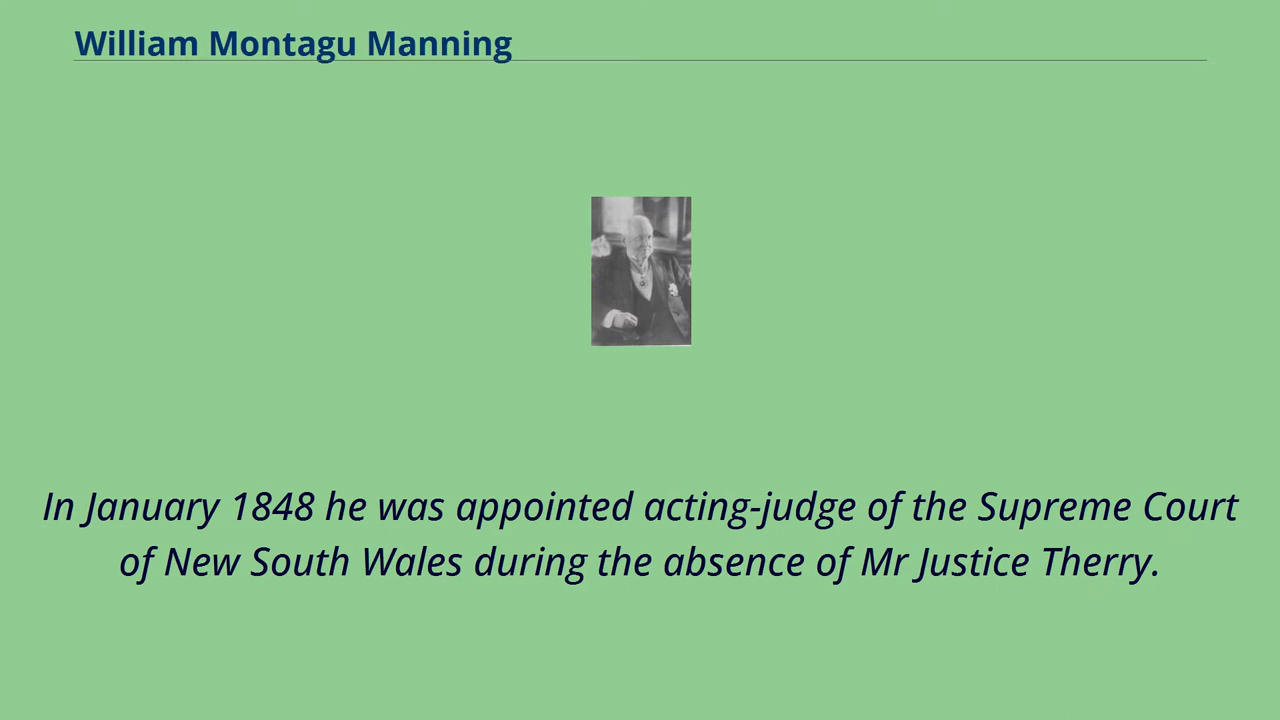 William Montagu Manning
In January 1848 he was appointed acting-judge of the Supreme Court
of New South Wales during the absence of Mr Justice Therry.